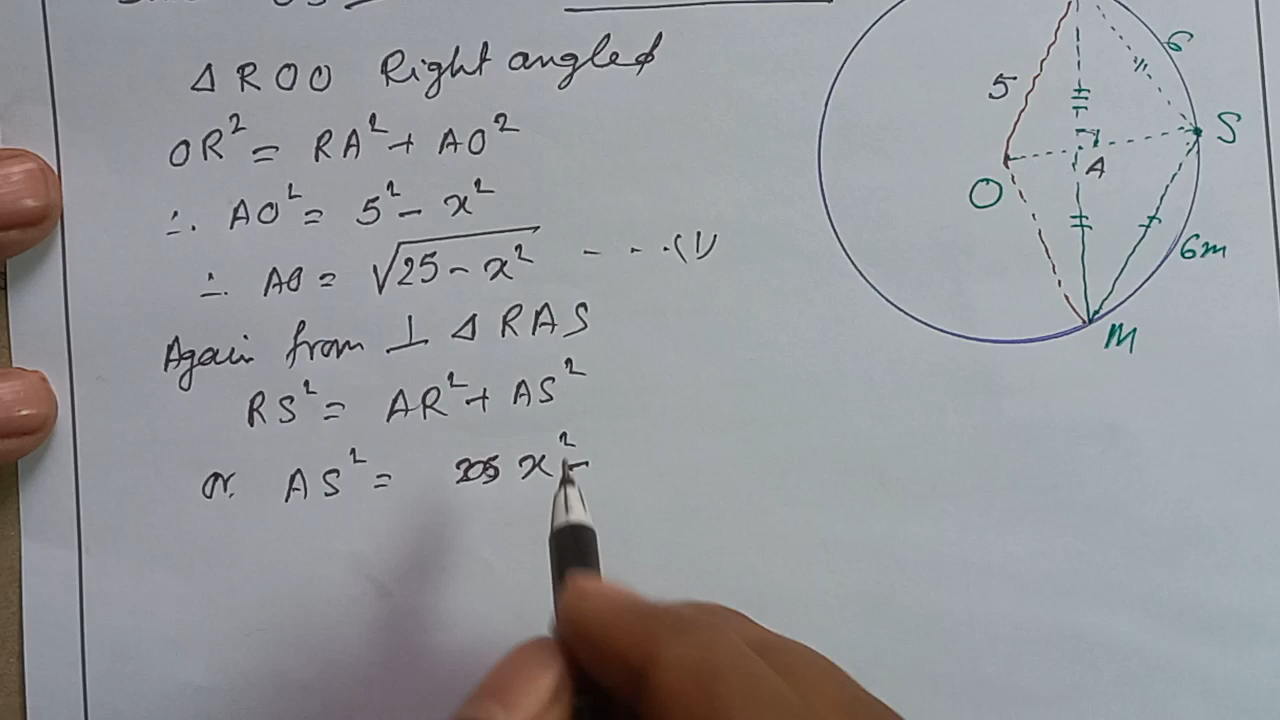 Δ ROO Right angled
OR² = RA² + AO²
∴ AO² = 5² - x²
∴ AO = √25 - x² - - - (1)
Again from ⊥ Δ RAS
RS² = AR² + AS²
or. AS² = x² -
5
6
S
A
O
6m
M